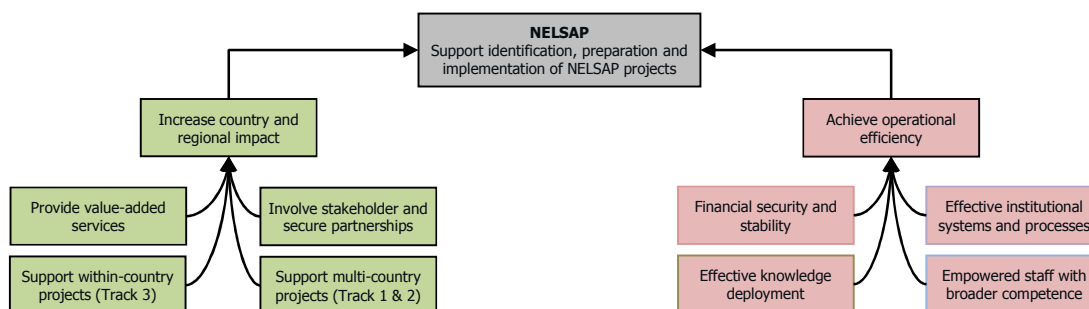 NELSAP
Support identification, preparation and
implementation of NELSAP projects
Increase country and
regional impact
Achieve operational
efficiency
Provide value-added
services
Involve stakeholder and
secure partnerships
Financial security and
stability
Effective institutional
systems and processes
Support within-country
projects (Track 3)
Support multi-country
projects (Track 1 & 2)
Effective knowledge
deployment
Empowered staff with
broader competence